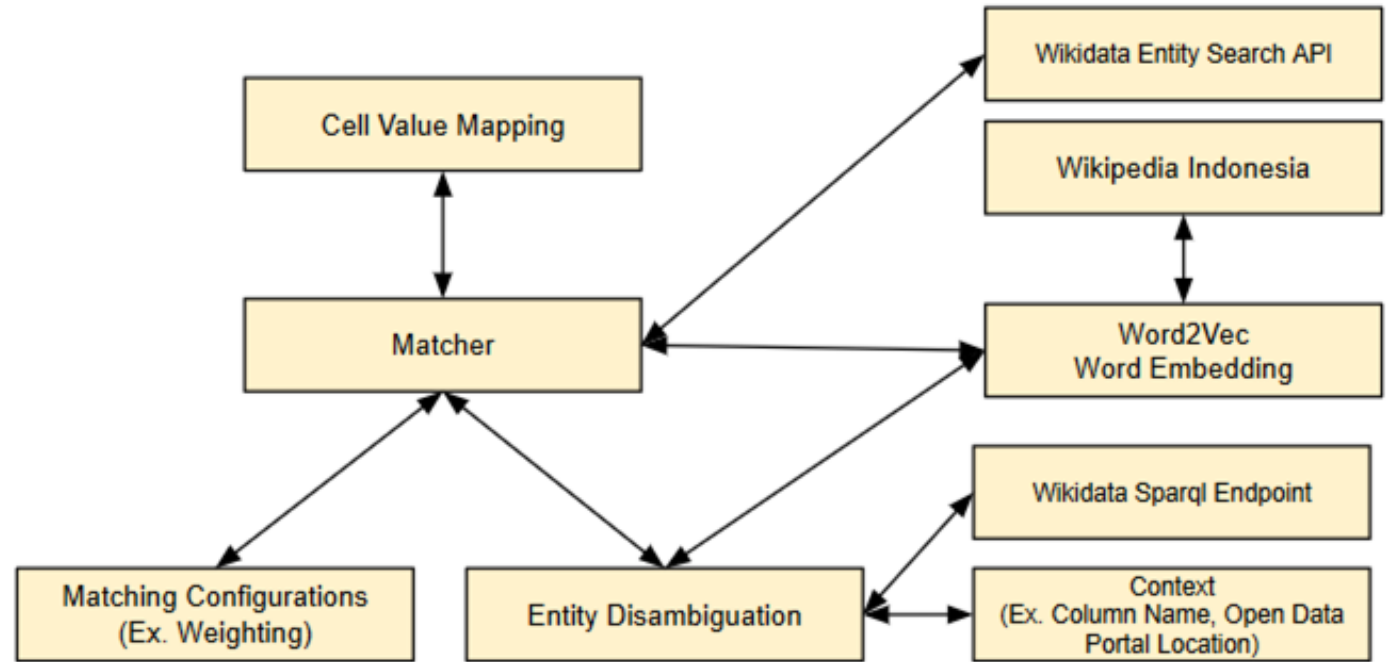 Wikidata Entity Search API
Cell Value Mapping
Wikipedia Indonesia
Matcher
Word2Vec
Word Embedding
Wikidata Sparql Endpoint
Matching Configurations
(Ex. Weighting)
Entity Disambiguation
Context
(Ex. Column Name, Open Data
Portal Location)